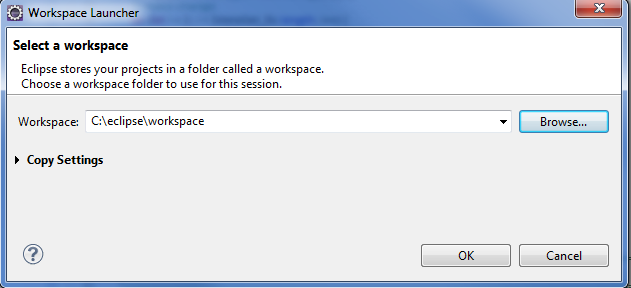 Workspace Launcher
Select a workspace
Eclipse stores your projects in a folder called a workspace.
Choose a workspace folder to use for this session.
Workspace: C:\eclipse\workspace Browse...
Copy Settings
? OK Cancel